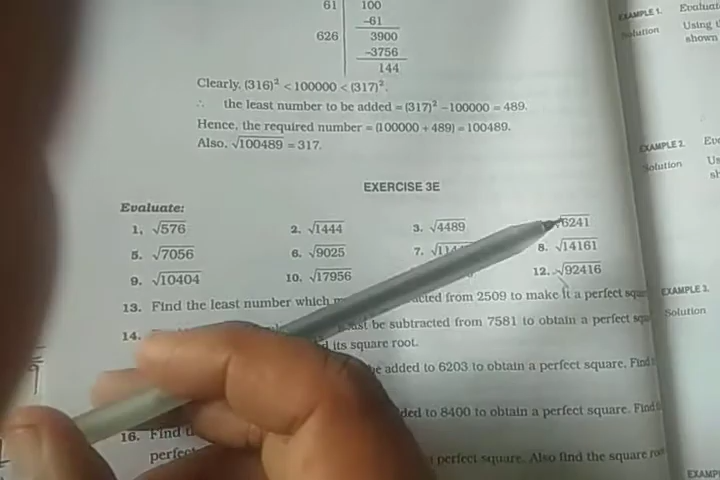 61 100
-61
626 3900
-3756
144
Clearly, (316)² < 100000 < (317)².
∴ the least number to be added = (317)² -100000 = 489.
Hence, the required number = (100000 + 489) = 100489.
Also, √100489 = 317.
EXERCISE 3E
Evaluate:
1. √576 2. √1444 3. √4489 √6241
5. √7056 6. √9025 7. 8. √14161
9. √10404 10. √17956 12. √92416
13. Find the least number which acted from 2509 to make it a perfect squ
14. st be subtracted from 7581 to obtain a perfect squ
its square root.
be added to 6203 to obtain a perfect square. Find
ded to 8400 to obtain a perfect square. Find
16. Find
perfec perfect square. Also find the square ro
EXAMPLE 1. Evaluat
Solution Using t
shown
EXAMPLE 2. Ev
Solution Us
sh
EXAMPLE 3.
Solution
EXAMP